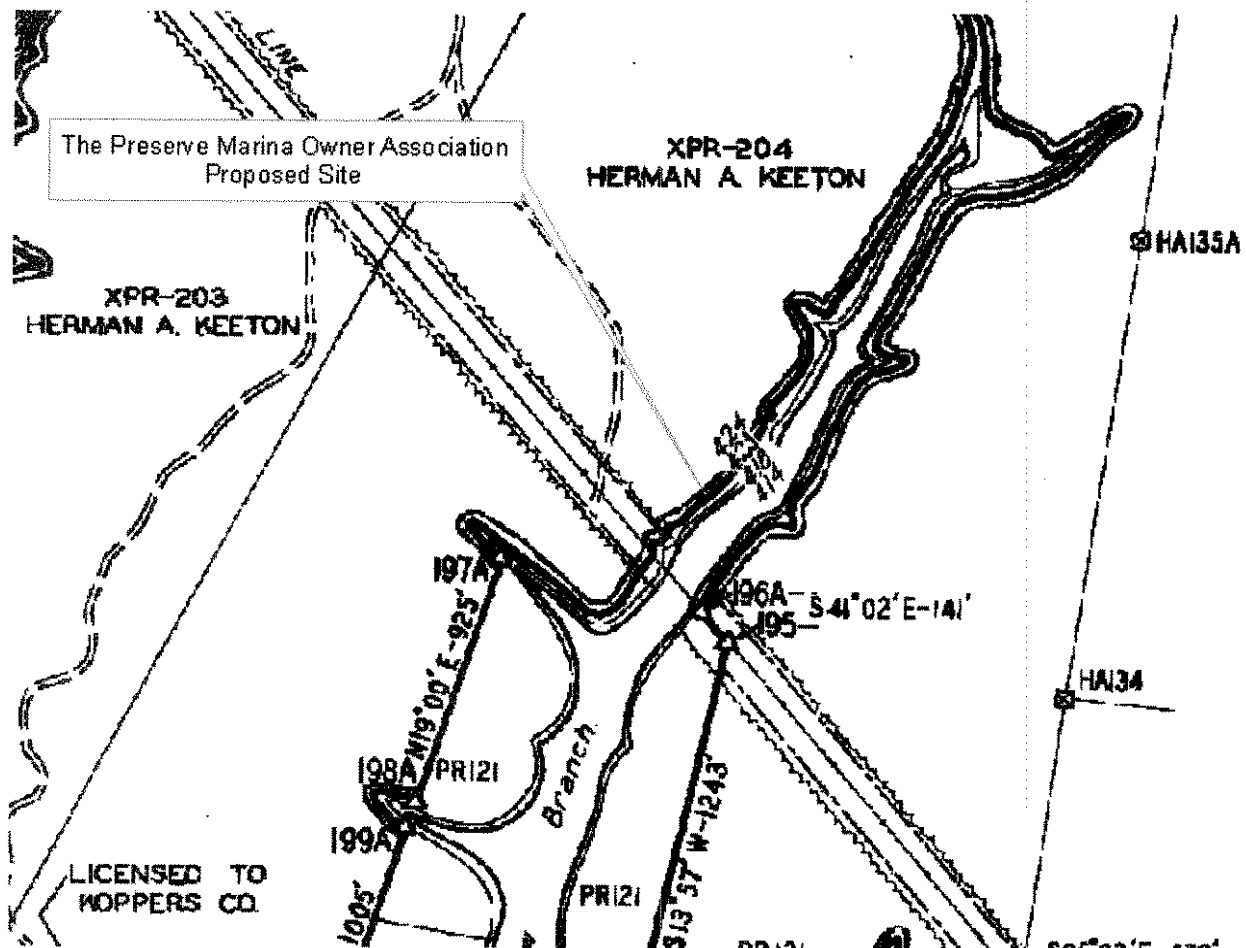 LINE
The Preserve Marina Owner Association
Proposed Site
XPR-204
HERMAN A. KEETON
HA135A
XPR-203
HERMAN A. KEETON
197A
196A
S41°02'E-141'
195
N19°00'E-925'
HA134
198A
PR121
Branch
199A
S13°57'W-1243'
LICENSED TO
KOPPERS CO.
PR121
1005'